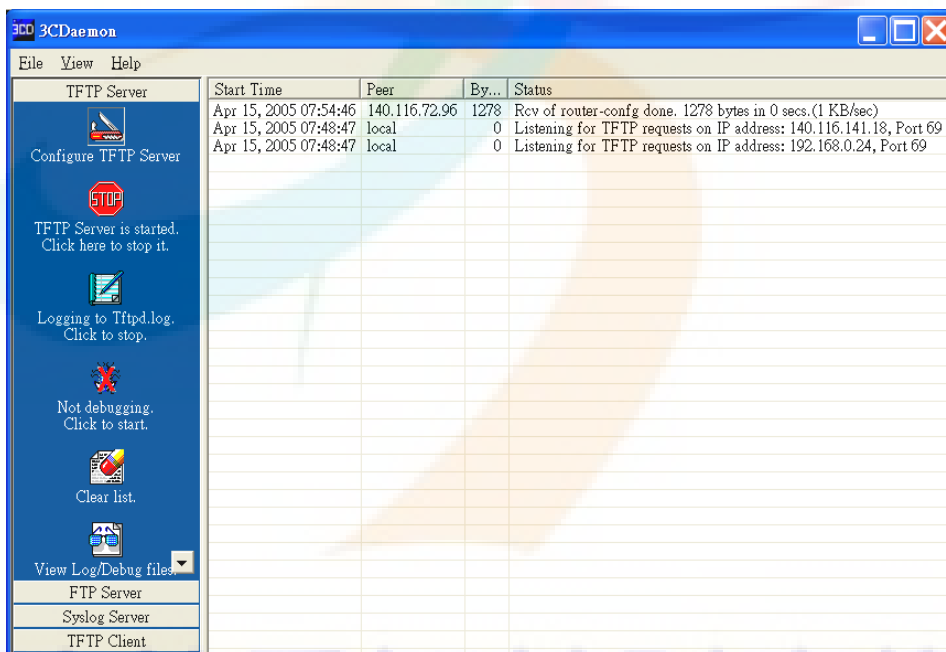 3CD 3CDaemon
File View Help
TFTP Server
Configure TFTP Server
STOP
TFTP Server is started.
Click here to stop it.
Logging to Tftpd.log.
Click to stop.
Not debugging.
Click to start.
Clear list.
View Log/Debug files.
FTP Server
Syslog Server
TFTP Client
Start Time Peer By... Status
Apr 15, 2005 07:54:46 140.116.72.96 1278 Rcv of router-confg done. 1278 bytes in 0 secs.(1 KB/sec)
Apr 15, 2005 07:48:47 local 0 Listening for TFTP requests on IP address: 140.116.141.18, Port 69
Apr 15, 2005 07:48:47 local 0 Listening for TFTP requests on IP address: 192.168.0.24, Port 69